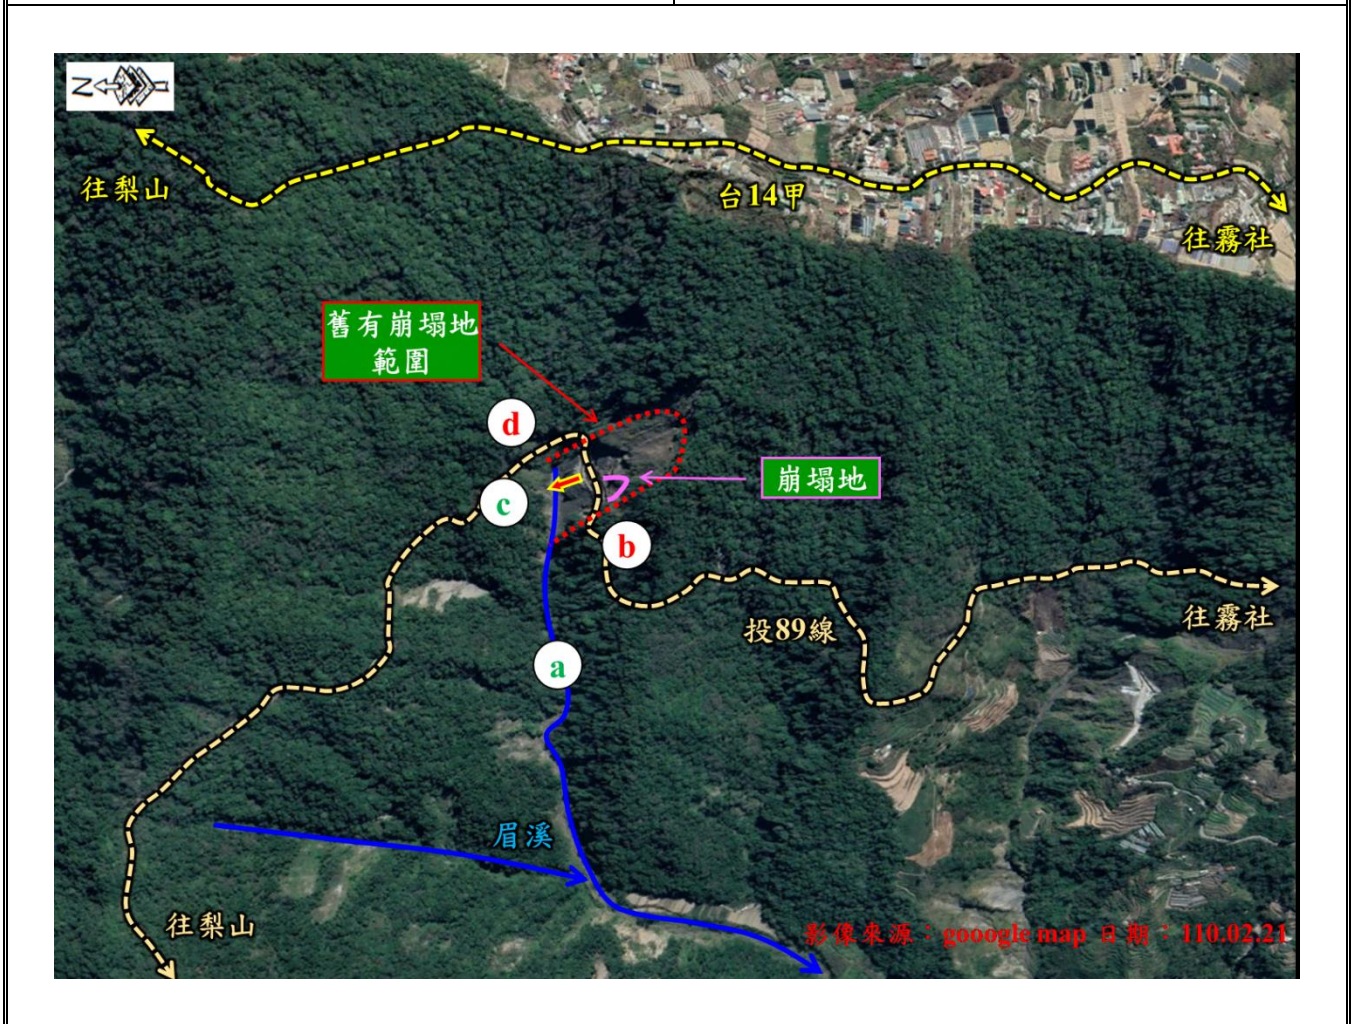 N
往梨山
台14甲
往霧社
舊有崩塌地
範圍
d
崩塌地
c
b
往霧社
投89線
a
眉溪
往梨山
影像來源：gooogle map 日期：110.02.21